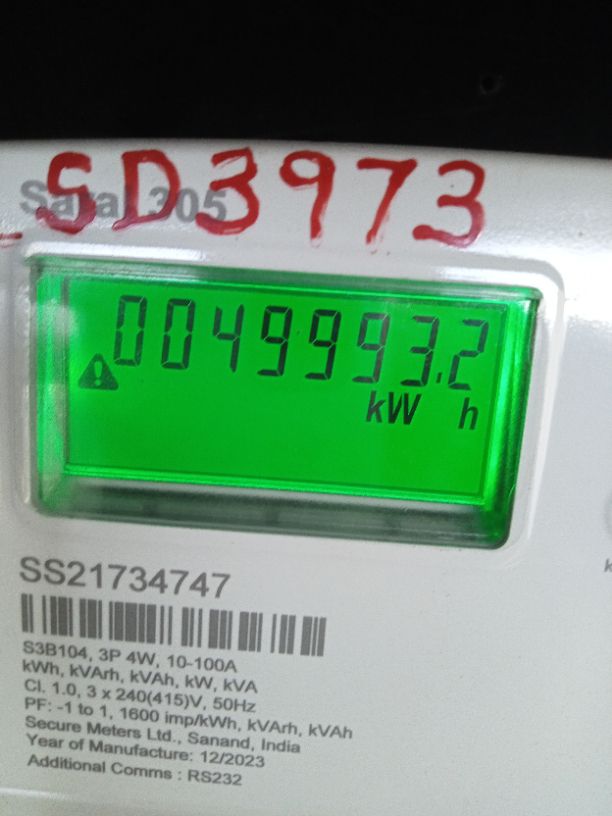 SD3973
Saral 305
0049993.2
kW h
SS21734747
S3B104, 3P 4W, 10-100A
kWh, kVArh, kVAh, kW, kVA
Cl. 1.0, 3 x 240(415)V, 50Hz
PF: -1 to 1, 1600 imp/kWh, kVArh, kVAh
Secure Meters Ltd., Sanand, India
Year of Manufacture: 12/2023
Additional Comms : RS232